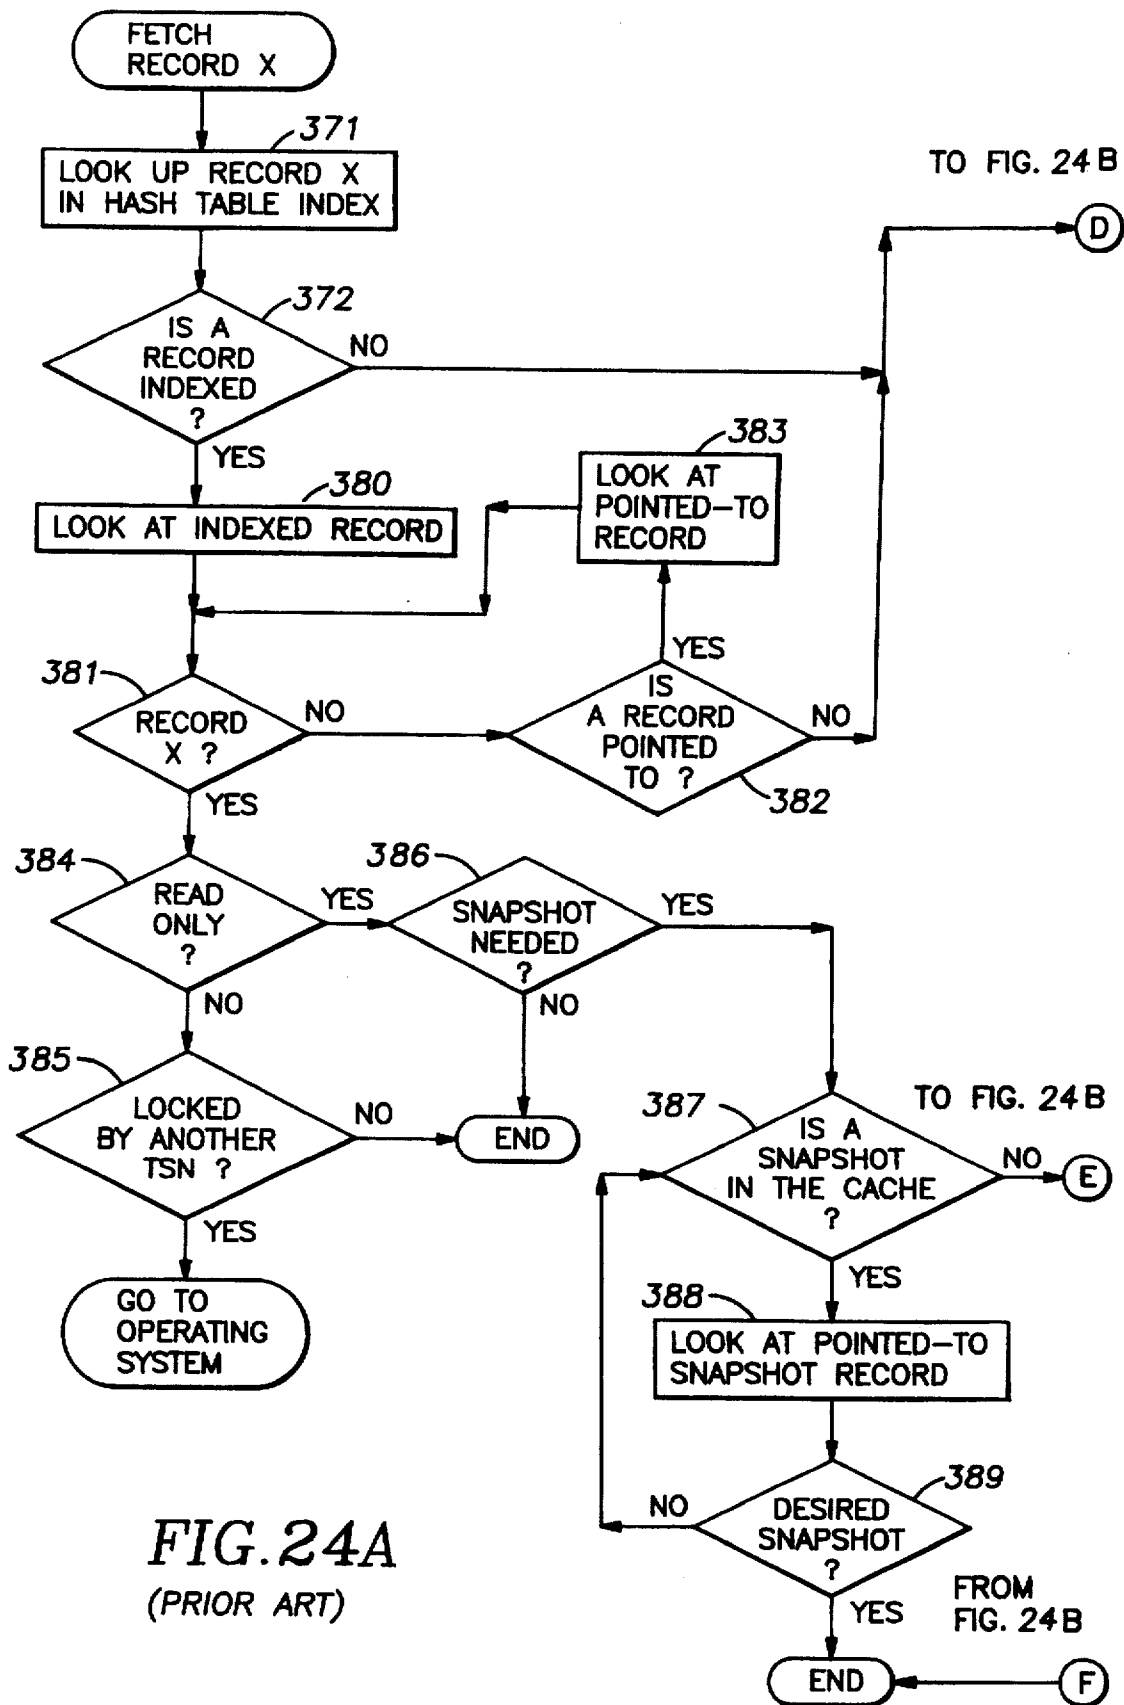 FETCH
RECORD X
371
LOOK UP RECORD X
IN HASH TABLE INDEX
TO FIG. 24B
D
372
IS A
RECORD
INDEXED
?
NO
YES
380
LOOK AT INDEXED RECORD
383
LOOK AT
POINTED-TO
RECORD
YES
381
RECORD
X ?
NO
IS
A RECORD
POINTED
TO ?
NO
382
YES
384
READ
ONLY
?
YES
386
SNAPSHOT
NEEDED
?
YES
NO
NO
385
LOCKED
BY ANOTHER
TSN ?
NO
END
YES
GO TO
OPERATING
SYSTEM
387
TO FIG. 24B
IS A
SNAPSHOT
IN THE CACHE
?
NO
E
YES
388
LOOK AT POINTED-TO
SNAPSHOT RECORD
389
NO
DESIRED
SNAPSHOT
?
YES
FROM
FIG. 24B
END
F
FIG. 24A
(PRIOR ART)